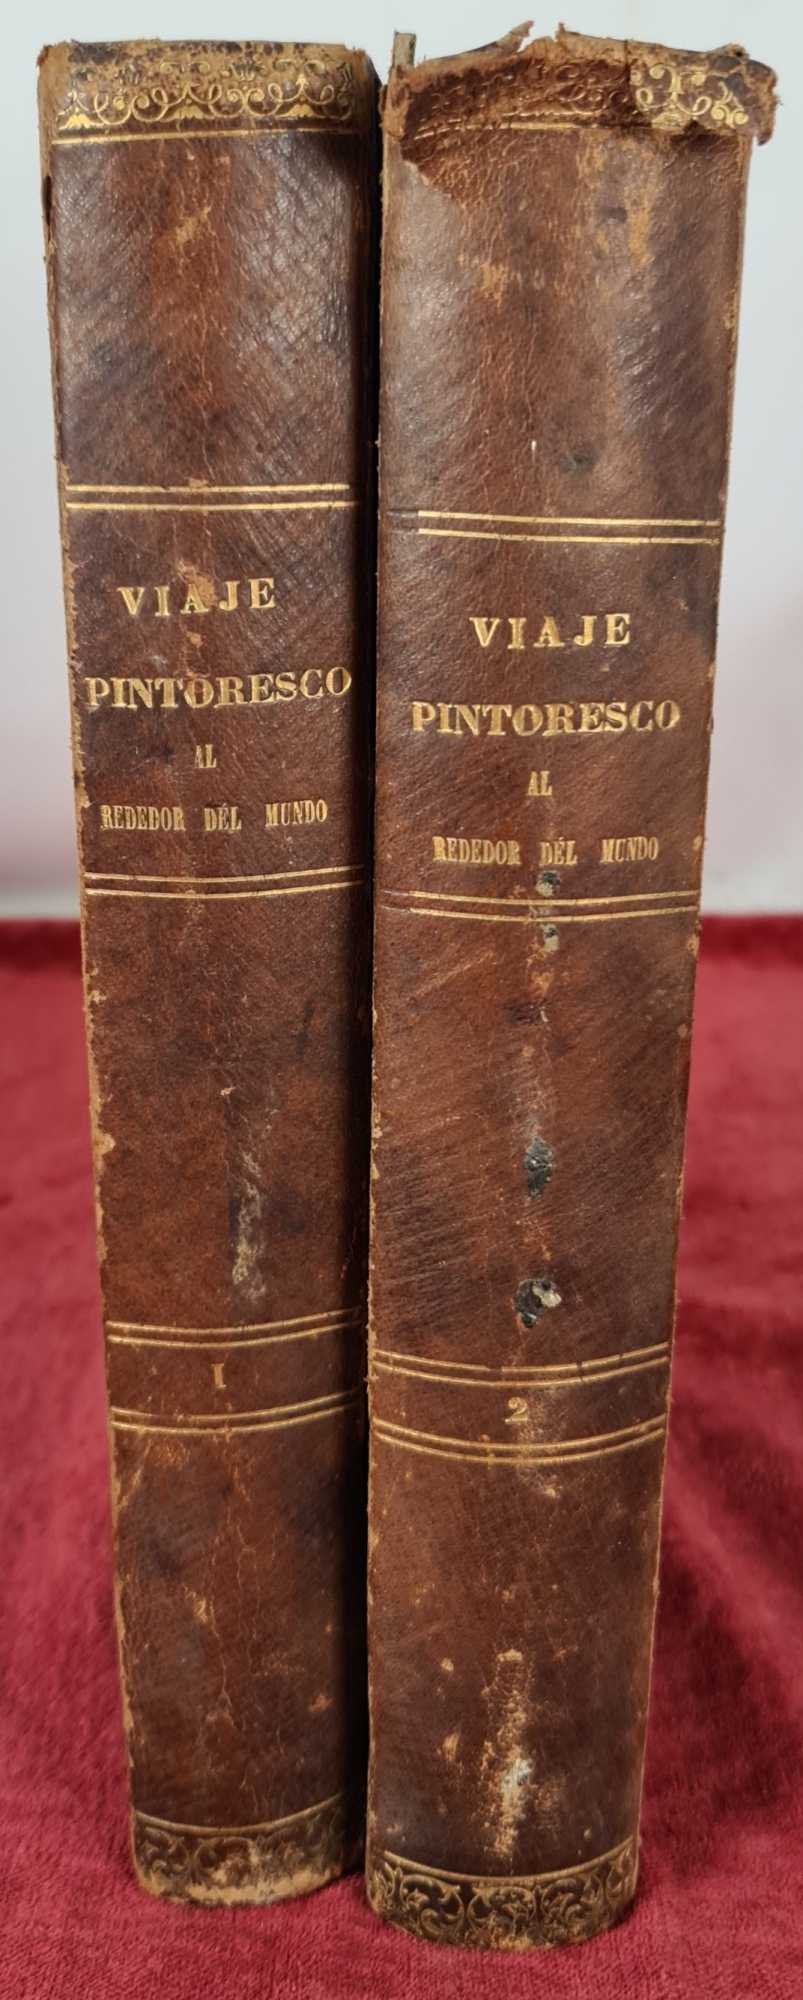 VIAJE
PINTORESCO
AL
REDEDOR DÉL MUNDO
I
VIAJE
PINTORESCO
AL
REDEDOR DÉL MUNDO
2